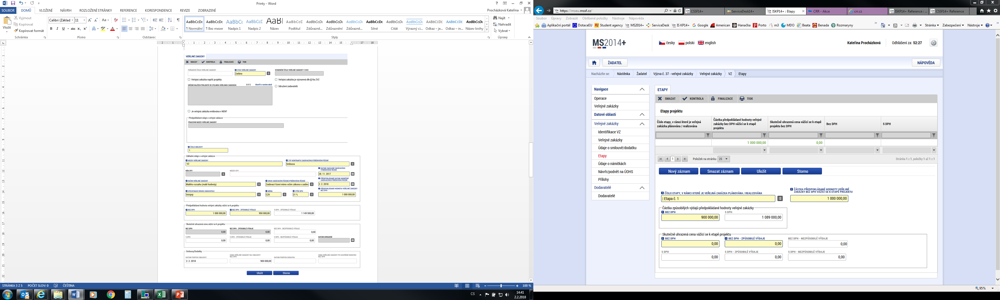 Printy - Word
SOUBOR DOMŮ VLOŽENÍ NÁVRH ROZLOŽENÍ STRÁNKY REFERENCE KORESPONDENCE REVIZE ZOBRAZENÍ
Procházková Kateřina
Vložit
Vyjmout
Kopírovat
Kopírovat formát
Schránka
Calibri (Základ 11
Písmo
Odstavec
AaBbCcDc AaBbCcDc AaBbCc AaBbCcD AaBl AaBbCcD AaBbCcDc AaBbCcDc AaBbCcDc AaBbCcDc AaBbCcDc AaBbCcDc AaBbCcDc AaBbCcDc AaBbCcDc
¶ Normální ¶ Bez mezer Nadpis 1 Nadpis 2 Název Podtitul Zdůrazně... Zdůraznění Zdůrazně... Silné Citát Výrazný ci... Odkaz – je... Odkaz – in... Název knihy
Styly
Najít
Nahradit
Vybrat
Úpravy
VEŘEJNÉ ZAKÁZKY
SMAZAT KONTROLA FINALIZACE TISK
POŘADOVÉ ČÍSLO VEŘEJNÉ ZAKÁZKY STAV VEŘEJNÉ ZAKÁZKY EVIDENČNÍ ČÍSLO VEŘEJNÉ ZAKÁZKY V ISVZ
Zadána
Veřejná zakázka napříč projekty Veřejná zakázka je významná dle §16a ZVZ
URČENÍ DALŠÍCH PROJEKTŮ SE STEJNOU VEŘEJNOU ZAKÁZKOU 0/512 Otevřít v novém okně
Sdružení zadavatelů
Je veřejná zakázka evidována v NEN?
Předpokládané údaje o veřejné zakázce
PRACOVNÍ NÁZEV VEŘEJNÉ ZAKÁZKY
ČÍSLO SMLOUVY
1
Základní údaje o veřejné zakázce
NÁZEV VEŘEJNÉ ZAKÁZKY TYP KONTRAKTU ZADÁVACÍHO/VÝBĚROVÉHO ŘÍZENÍ
VZ Smlouva
KÓD CPV NÁZEV CPV DATUM ZAHÁJENÍ ZADÁVACÍHO/VÝBĚROVÉHO ŘÍZENÍ
28. 11. 2017
REŽIM VEŘEJNÉ ZAKÁZKY DRUH ZADÁVACÍHO ŘÍZENÍ/VÝBĚROVÉHO ŘÍZENÍ PŘEDPOKLÁDANÉ DATUM UKONČENÍ ZADÁVACÍHO/VÝBĚROVÉHO ŘÍZENÍ
Malého rozsahu (malé hodnoty) Zadávací řízení mimo režim zákona o zadáv 2. 2. 2018
SPECIFIKACE DRUHU ZADAVATELE MĚNA VÝŠE DPH PŘEDPOKLÁDANÁ HODNOTA VEŘEJNÉ ZAKÁZKY BEZ DPH
Veřejný CZK 21 % 1 000 000,00
Předpokládaná hodnota veřejné zakázky vážící se k projektu
BEZ DPH BEZ DPH - ZPŮSOBILÉ VÝDAJE S DPH - ZPŮSOBILÉ VÝDAJE
1 000 000,00 950 000,00 1 149 500,00
Skutečně uhrazená cena vážící se k projektu
BEZ DPH BEZ DPH - ZPŮSOBILÉ VÝDAJE BEZ DPH - NEZPŮSOBILÉ VÝDAJE
0,00 0,00 0,00
S DPH S DPH - ZPŮSOBILÉ VÝDAJE S DPH - NEZPŮSOBILÉ VÝDAJE DATUM UHRAZENÍ
0,00 0,00 0,00
Smlouvy/Dodatky
DATUM PODPISU SMLOUVY CENA VEŘEJNÉ ZAKÁZKY DLE SMLOUVY BEZ DPH DATUM PODPISU DODATKU CENA VEŘEJNÉ ZAKÁZKY PO UZAVŘENÍ DODATKU BEZ DPH
2. 2. 2018 900 000,00
Uložit Storno
STRÁNKA 3 Z 5 POČET SLOV: 0 ČEŠTINA 100 %
CS 14:41
2.2.2018
https://mseu.mssf.cz/
CSSF14+ ServiceDesk14+ ISKP14+ : Etapy CRR - Akce crr.cz ISKP14+ Reference : ... CSSF14+ Reference
Soubor Úpravy Zobrazit Oblíbené položky Nástroje Nápověda
Aplikační portál DotaceEU Student agency MS2014+ ServiceDesk IS KP14+ Google American Hanačka Porto m3 MDO Beata Benada Rozmaryny
Stránka Zabezpečení Nástroje
MS2014+
česky polski english
Kateřina Procházková Odhlášení za: 52:27
ŽADATEL NÁPOVĚDA
Nacházíte se: Nástěnka Žadatel Výzva č. 37 - veřejné zakázky Veřejné zakázky VZ Etapy
Navigace
Operace
Veřejné zakázky
Datové oblasti
Veřejné zakázky
Identifikace VZ
Veřejné zakázky
Údaje o smlouvě/dodatku
Etapy
Údaje o námitkách
Návrh/podnět na ÚOHS
Přílohy
Dodavatelé
Dodavatelé
ETAPY
SMAZAT KONTROLA FINALIZACE TISK
Etapy projektu
Číslo etapy, v rámci které je veřejná zakázka plánována / realizována
Částka předpokládané hodnoty veřejné zakázky bez DPH vážící se k etapě projektu
Skutečně uhrazená cena vážící se k etapě projektu bez DPH
Bez DPH
S DPH
1 000 000,00 0,00
1 Položek na stránku 25 Stránka 1 z 1, položky 1 až 1 z 1
Nový záznam Smazat záznam Uložit Storno
ČÍSLO ETAPY, V RÁMCI KTERÉ JE VEŘEJNÁ ZAKÁZKA PLÁNOVÁNA / REALIZOVÁNA
ČÁSTKA PŘEDPOKLÁDANÉ HODNOTY VEŘEJNÉ ZAKÁZKY BEZ DPH VÁŽÍCÍ SE K ETAPĚ PROJEKTU
| Etapa č. 1 1 000 000,00
Částka způsobilých výdajů předpokládané hodnoty veřejné zakázky
BEZ DPH S DPH
900 000,00 1 089 000,00
Skutečně uhrazená cena vážící se k etapě projektu
BEZ DPH BEZ DPH - ZPŮSOBILÉ VÝDAJE BEZ DPH - NEZPŮSOBILÉ VÝDAJE
0,00 0,00 0,00
S DPH S DPH - ZPŮSOBILÉ VÝDAJE S DPH - NEZPŮSOBILÉ VÝDAJE
0,00 0,00 0,00
95%